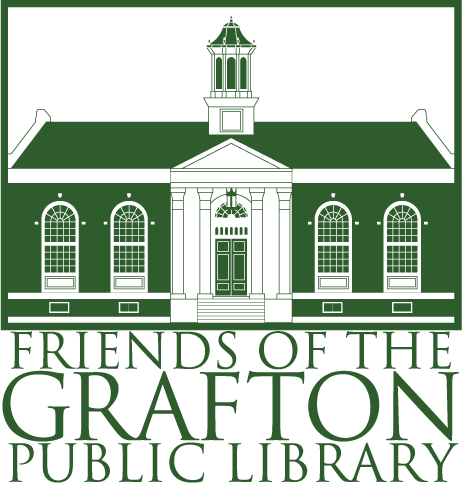 FRIENDS OF THE
GRAFTON
PUBLIC LIBRARY